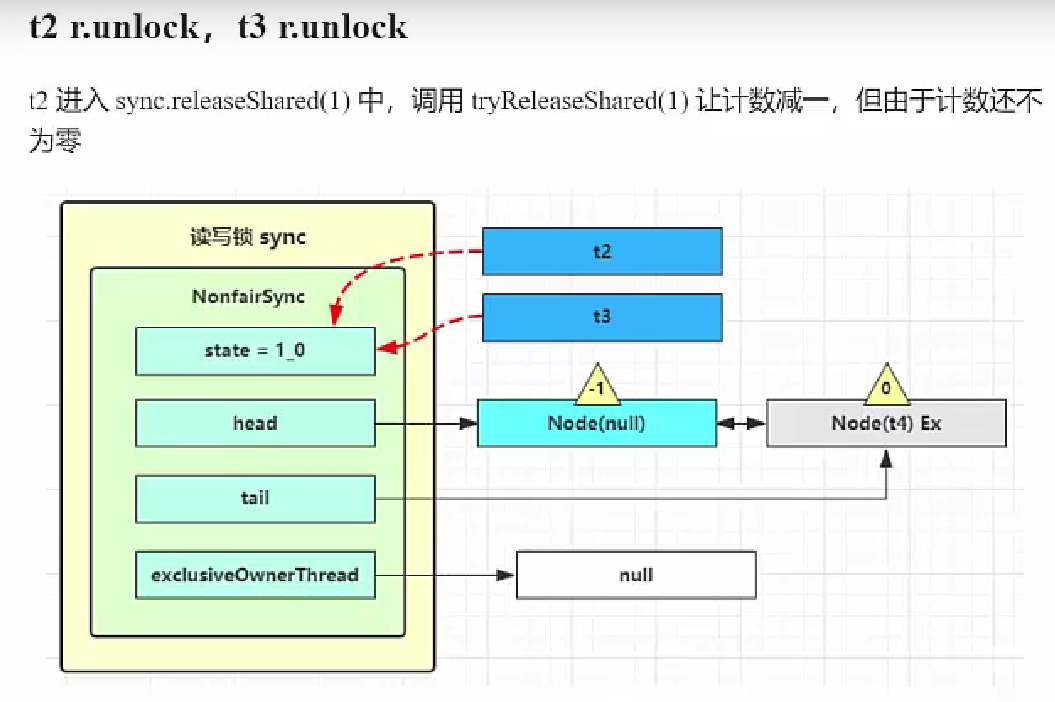 t2 r.unlock，t3 r.unlock
t2 进入 sync.releaseShared(1) 中，调用 tryReleaseShared(1) 让计数减一，但由于计数还不
为零
读写锁 sync
NonfairSync
state = 1_0
head
tail
exclusiveOwnerThread
t2
t3
-1
Node(null)
0
Node(t4) Ex
null